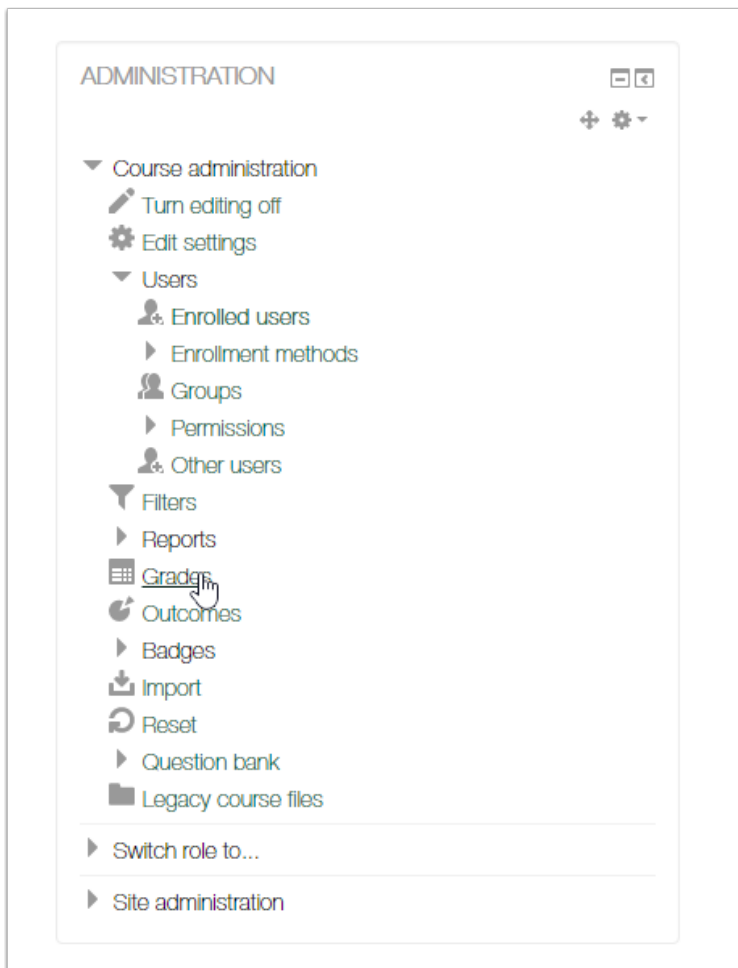 ADMINISTRATION
Course administration
Turn editing off
Edit settings
Users
Enrolled users
Enrollment methods
Groups
Permissions
Other users
Filters
Reports
Grades
Outcomes
Badges
Import
Reset
Question bank
Legacy course files
Switch role to...
Site administration